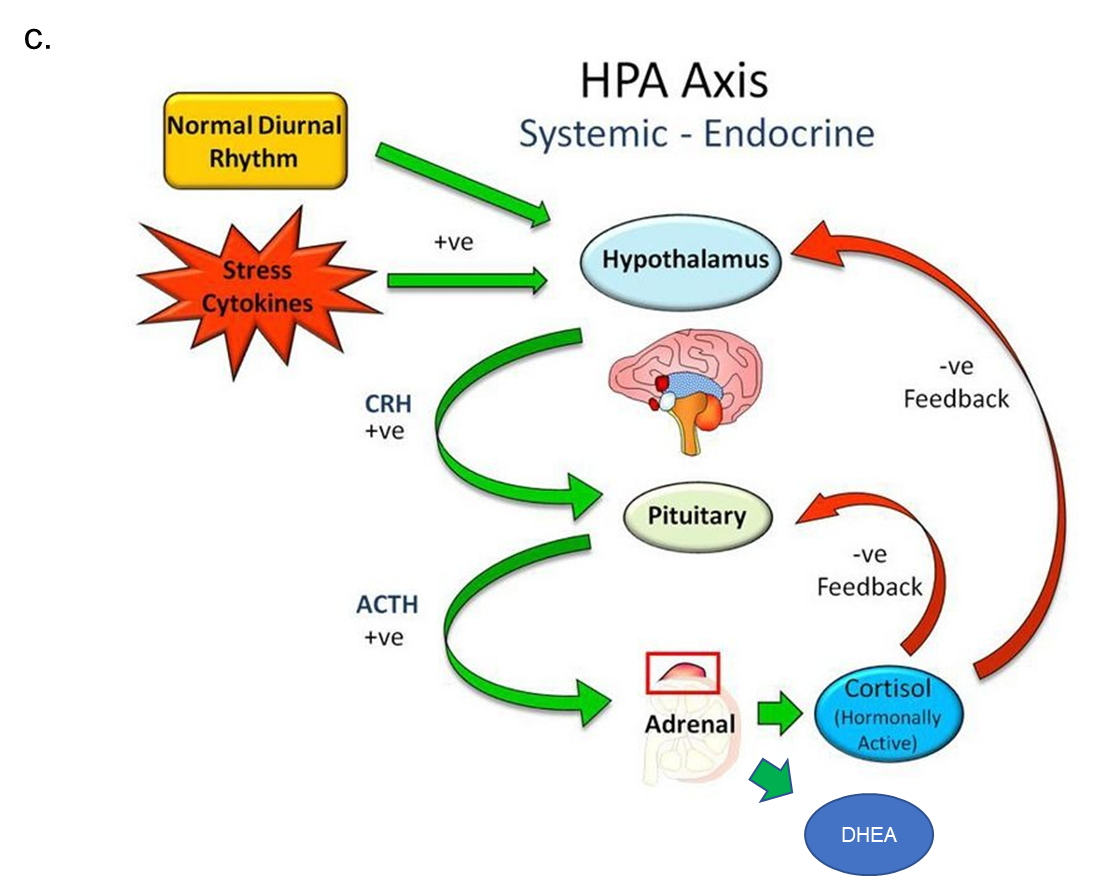 c.
HPA Axis
Systemic - Endocrine
Normal Diurnal
Rhythm
Stress
Cytokines
+ve
Hypothalamus
-ve
Feedback
CRH
+ve
Pituitary
-ve
Feedback
ACTH
+ve
Adrenal
Cortisol
(Hormonally
Active)
DHEA